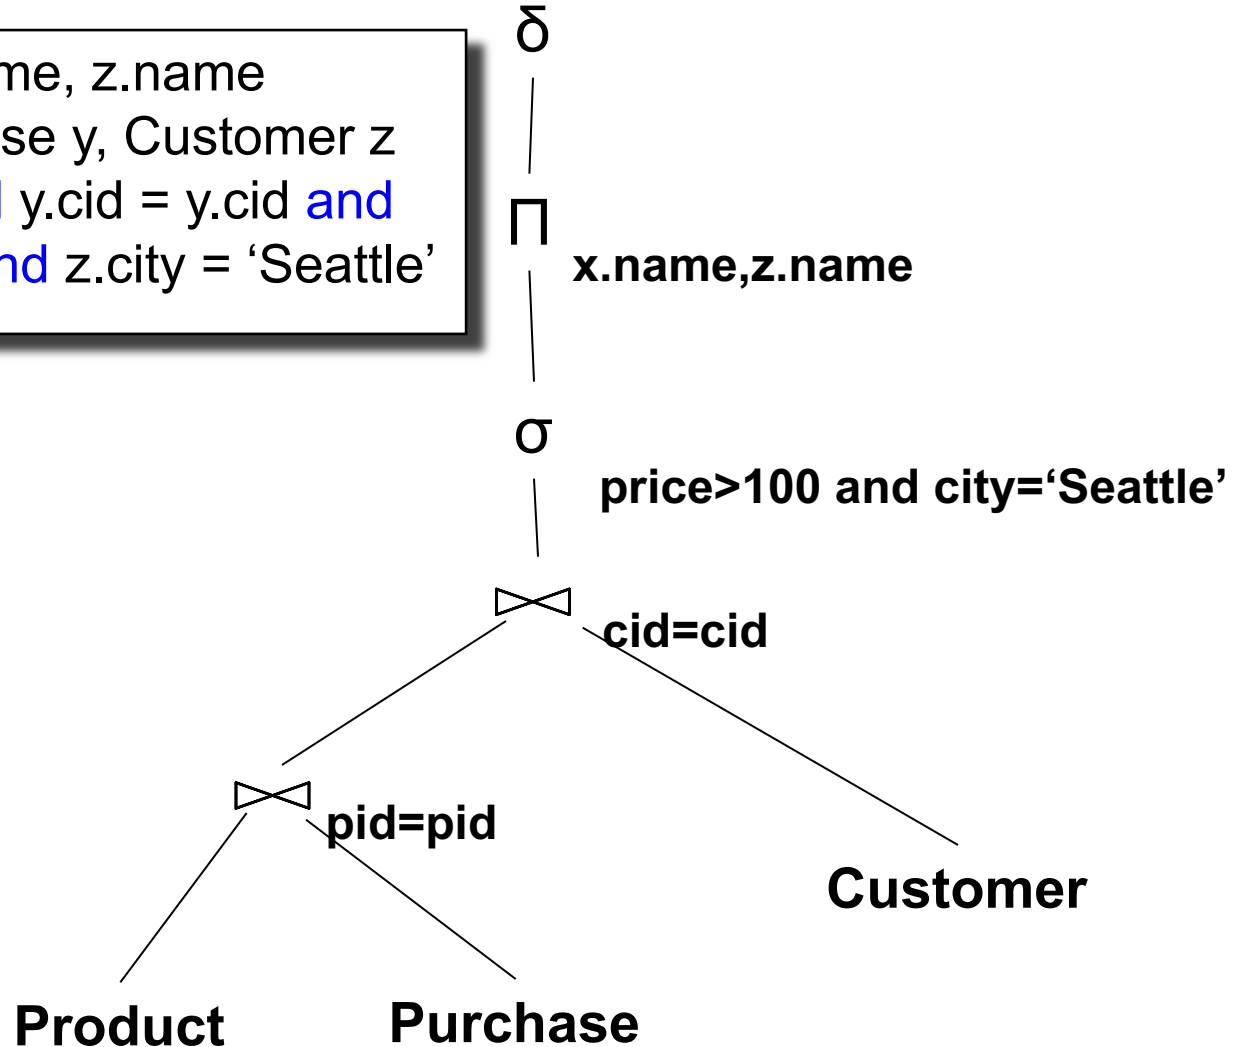 me, z.name
se y, Customer z
y.cid = y.cid and
nd z.city = ‘Seattle’
δ
Π
x.name,z.name
σ
price>100 and city=‘Seattle’
cid=cid
pid=pid
Customer
Product
Purchase